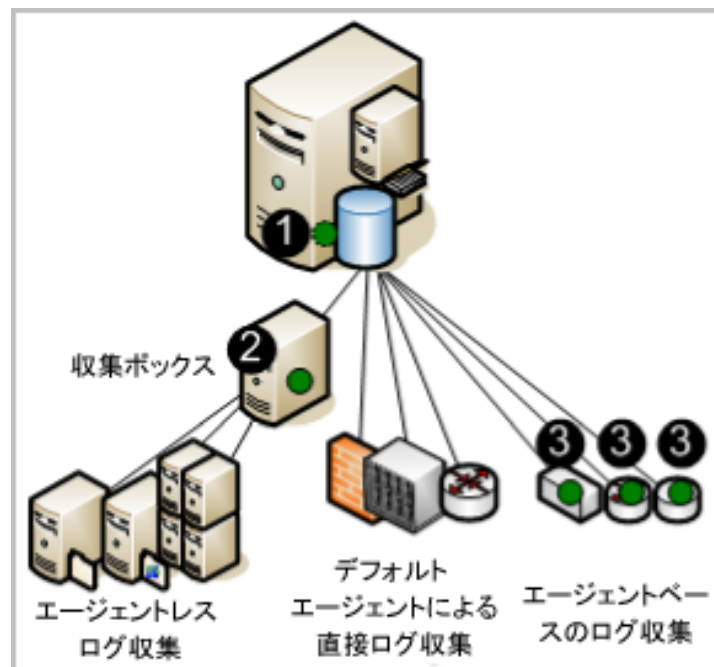 1
収集ボックス
2
3 3 3
エージェントレス
ログ収集
デフォルト
エージェントによる
直接ログ収集
エージェントベー
スのログ収集